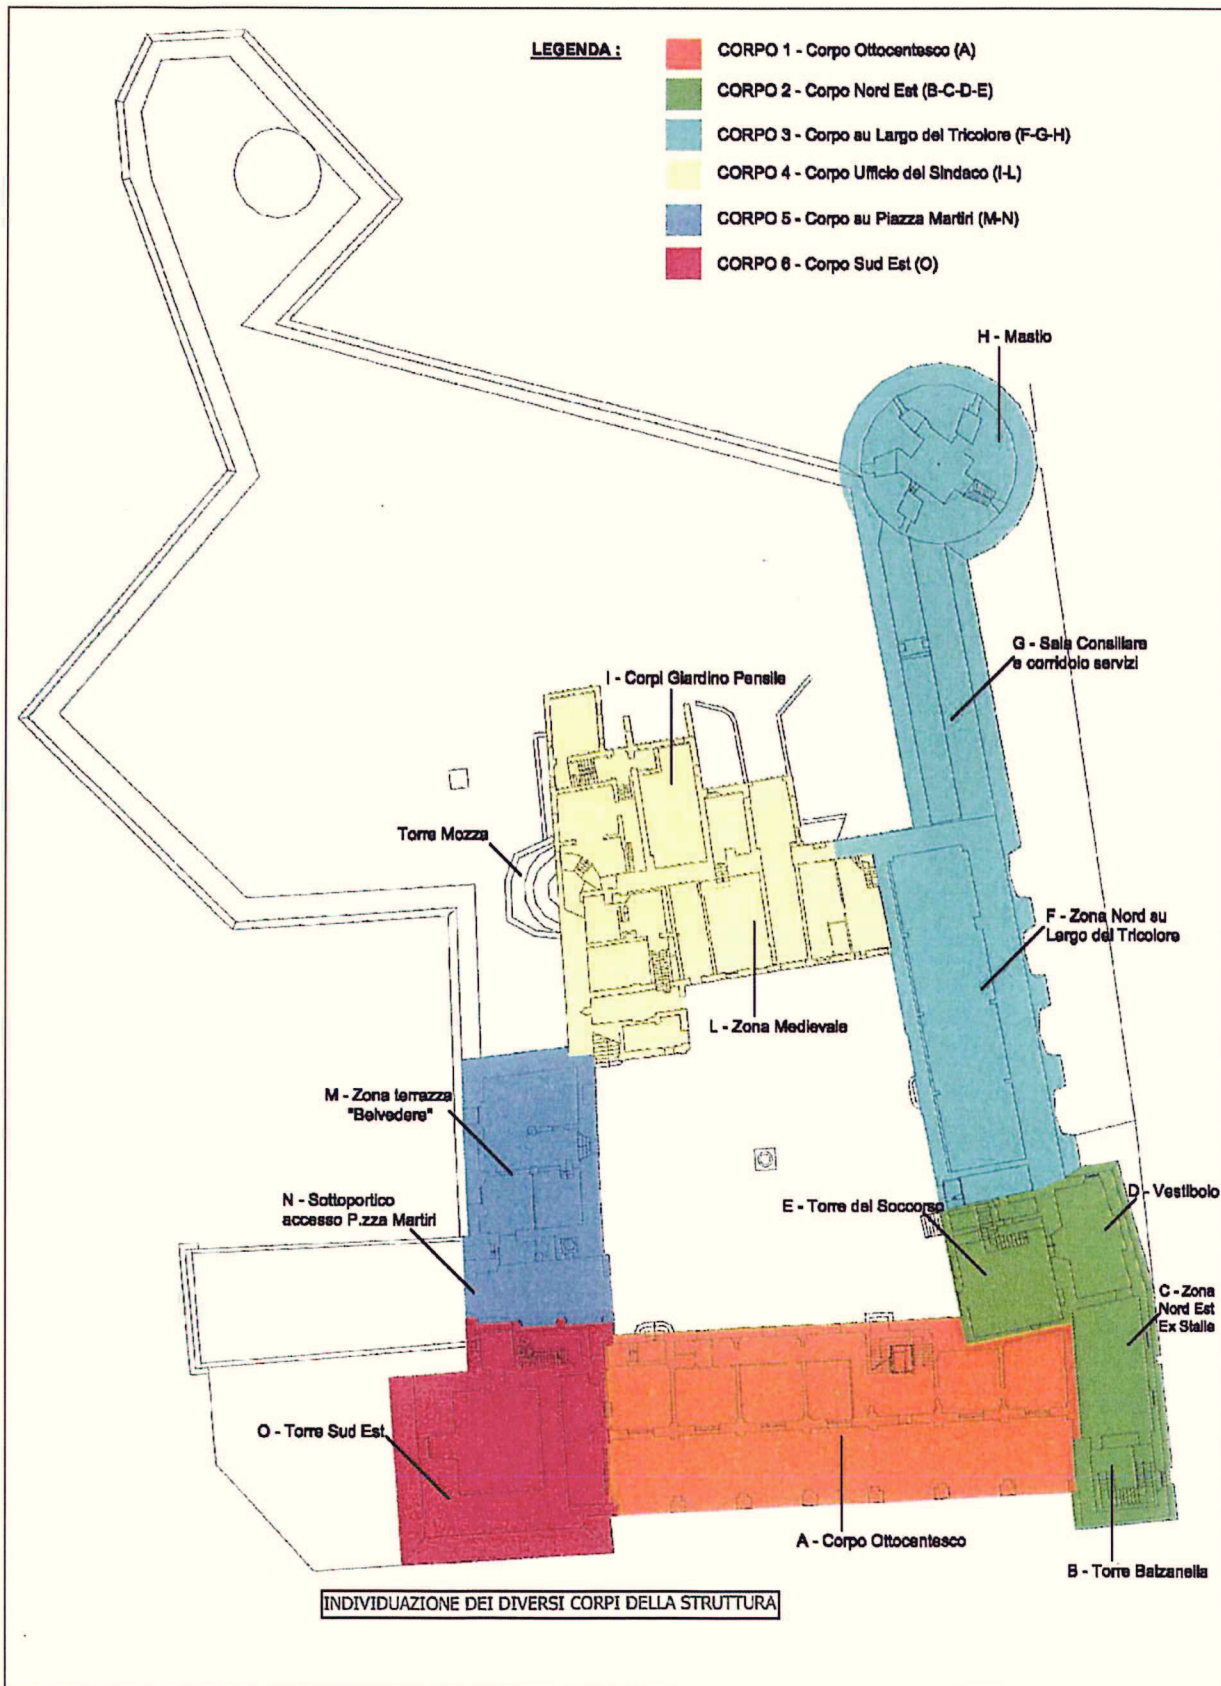 LEGENDA :
CORPO 1 - Corpo Ottocentesco (A)
CORPO 2 - Corpo Nord Est (B-C-D-E)
CORPO 3 - Corpo su Largo del Tricolore (F-G-H)
CORPO 4 - Corpo Ufficio del Sindaco (I-L)
CORPO 5 - Corpo su Piazza Martiri (M-N)
CORPO 6 - Corpo Sud Est (O)
H - Mastio
G - Sala Consiliare
e corridoio servizi
I - Corpi Giardino Pensile
Torre Mozza
F - Zona Nord su
Largo del Tricolore
L - Zona Medievale
M - Zona terrazza
"Belvedere"
N - Sottoportico
accesso P.zza Martiri
E - Torre del Soccorso
D - Vestibolo
C - Zona
Nord Est
Ex Stalle
O - Torre Sud Est
A - Corpo Ottocentesco
B - Torre Balzanella
INDIVIDUAZIONE DEI DIVERSI CORPI DELLA STRUTTURA